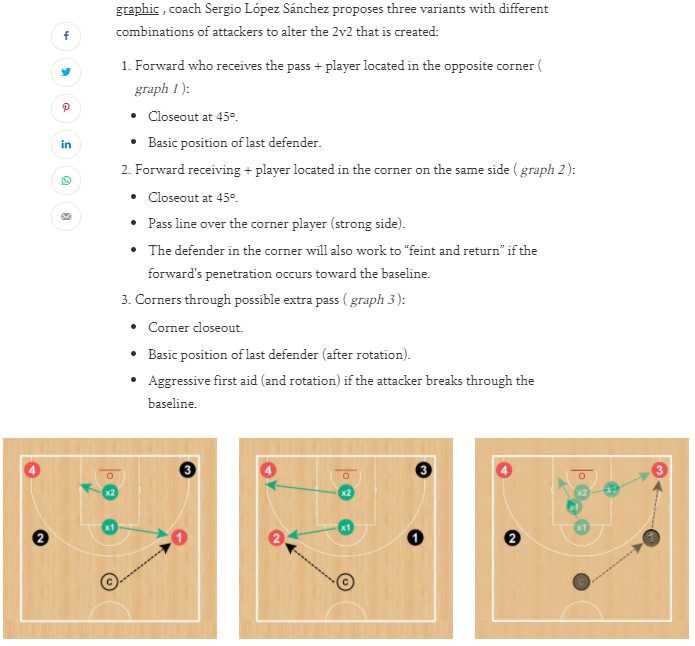 graphic , coach Sergio López Sánchez proposes three variants with different
combinations of attackers to alter the 2v2 that is created:
1. Forward who receives the pass + player located in the opposite corner (
graph 1 ):
• Closeout at 45º.
• Basic position of last defender.
2. Forward receiving + player located in the corner on the same side ( graph 2 ):
• Closeout at 45º.
• Pass line over the corner player (strong side).
• The defender in the corner will also work to “feint and return” if the
forward's penetration occurs toward the baseline.
3. Corners through possible extra pass ( graph 3 ):
• Corner closeout.
• Basic position of last defender (after rotation).
• Aggressive first aid (and rotation) if the attacker breaks through the
baseline.
4 3
x2
x1
2 1
C
4 3
x2
x1
2 1
C
4 3
x2 x2
x1
x1
2 1
C